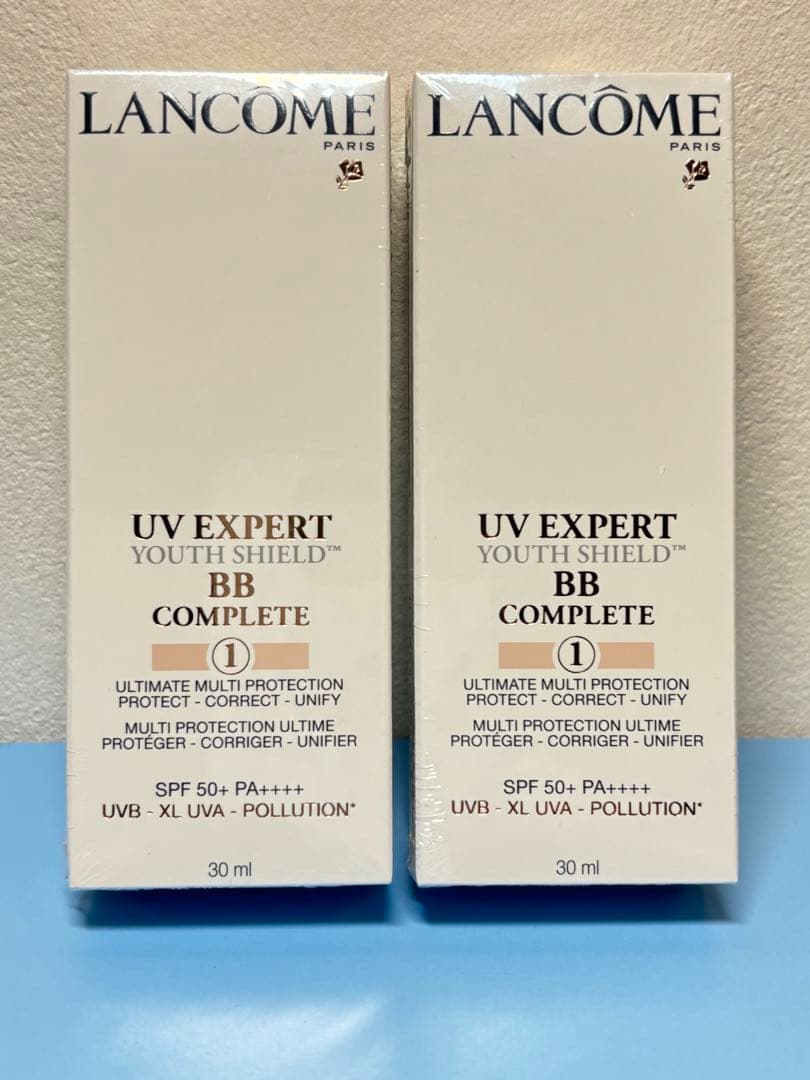 LANCÔME
PARIS
UV EXPERT
YOUTH SHIELD™
BB
COMPLETE
1
ULTIMATE MULTI PROTECTION
PROTECT - CORRECT - UNIFY
MULTI PROTECTION ULTIME
PROTÉGER - CORRIGER - UNIFIER
SPF 50+ PA++++
UVB - XL UVA - POLLUTION*
30 ml
LANCÔME
PARIS
UV EXPERT
YOUTH SHIELD™
BB
COMPLETE
1
ULTIMATE MULTI PROTECTION
PROTECT - CORRECT - UNIFY
MULTI PROTECTION ULTIME
PROTÉGER - CORRIGER - UNIFIER
SPF 50+ PA++++
UVB - XL UVA - POLLUTION*
30 ml